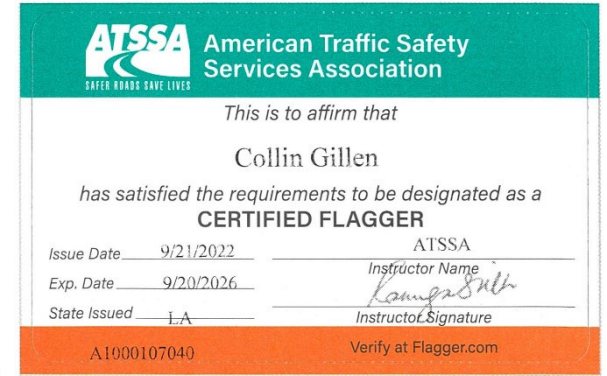 ATSSA
SAFER ROADS SAVE LIVES
American Traffic Safety
Services Association
This is to affirm that
Collin Gillen
has satisfied the requirements to be designated as a
CERTIFIED FLAGGER
Issue Date 9/21/2022
ATSSA
Instructor Name
Exp. Date 9/20/2026
State Issued LA
Instructor Signature
A1000107040
Verify at Flagger.com